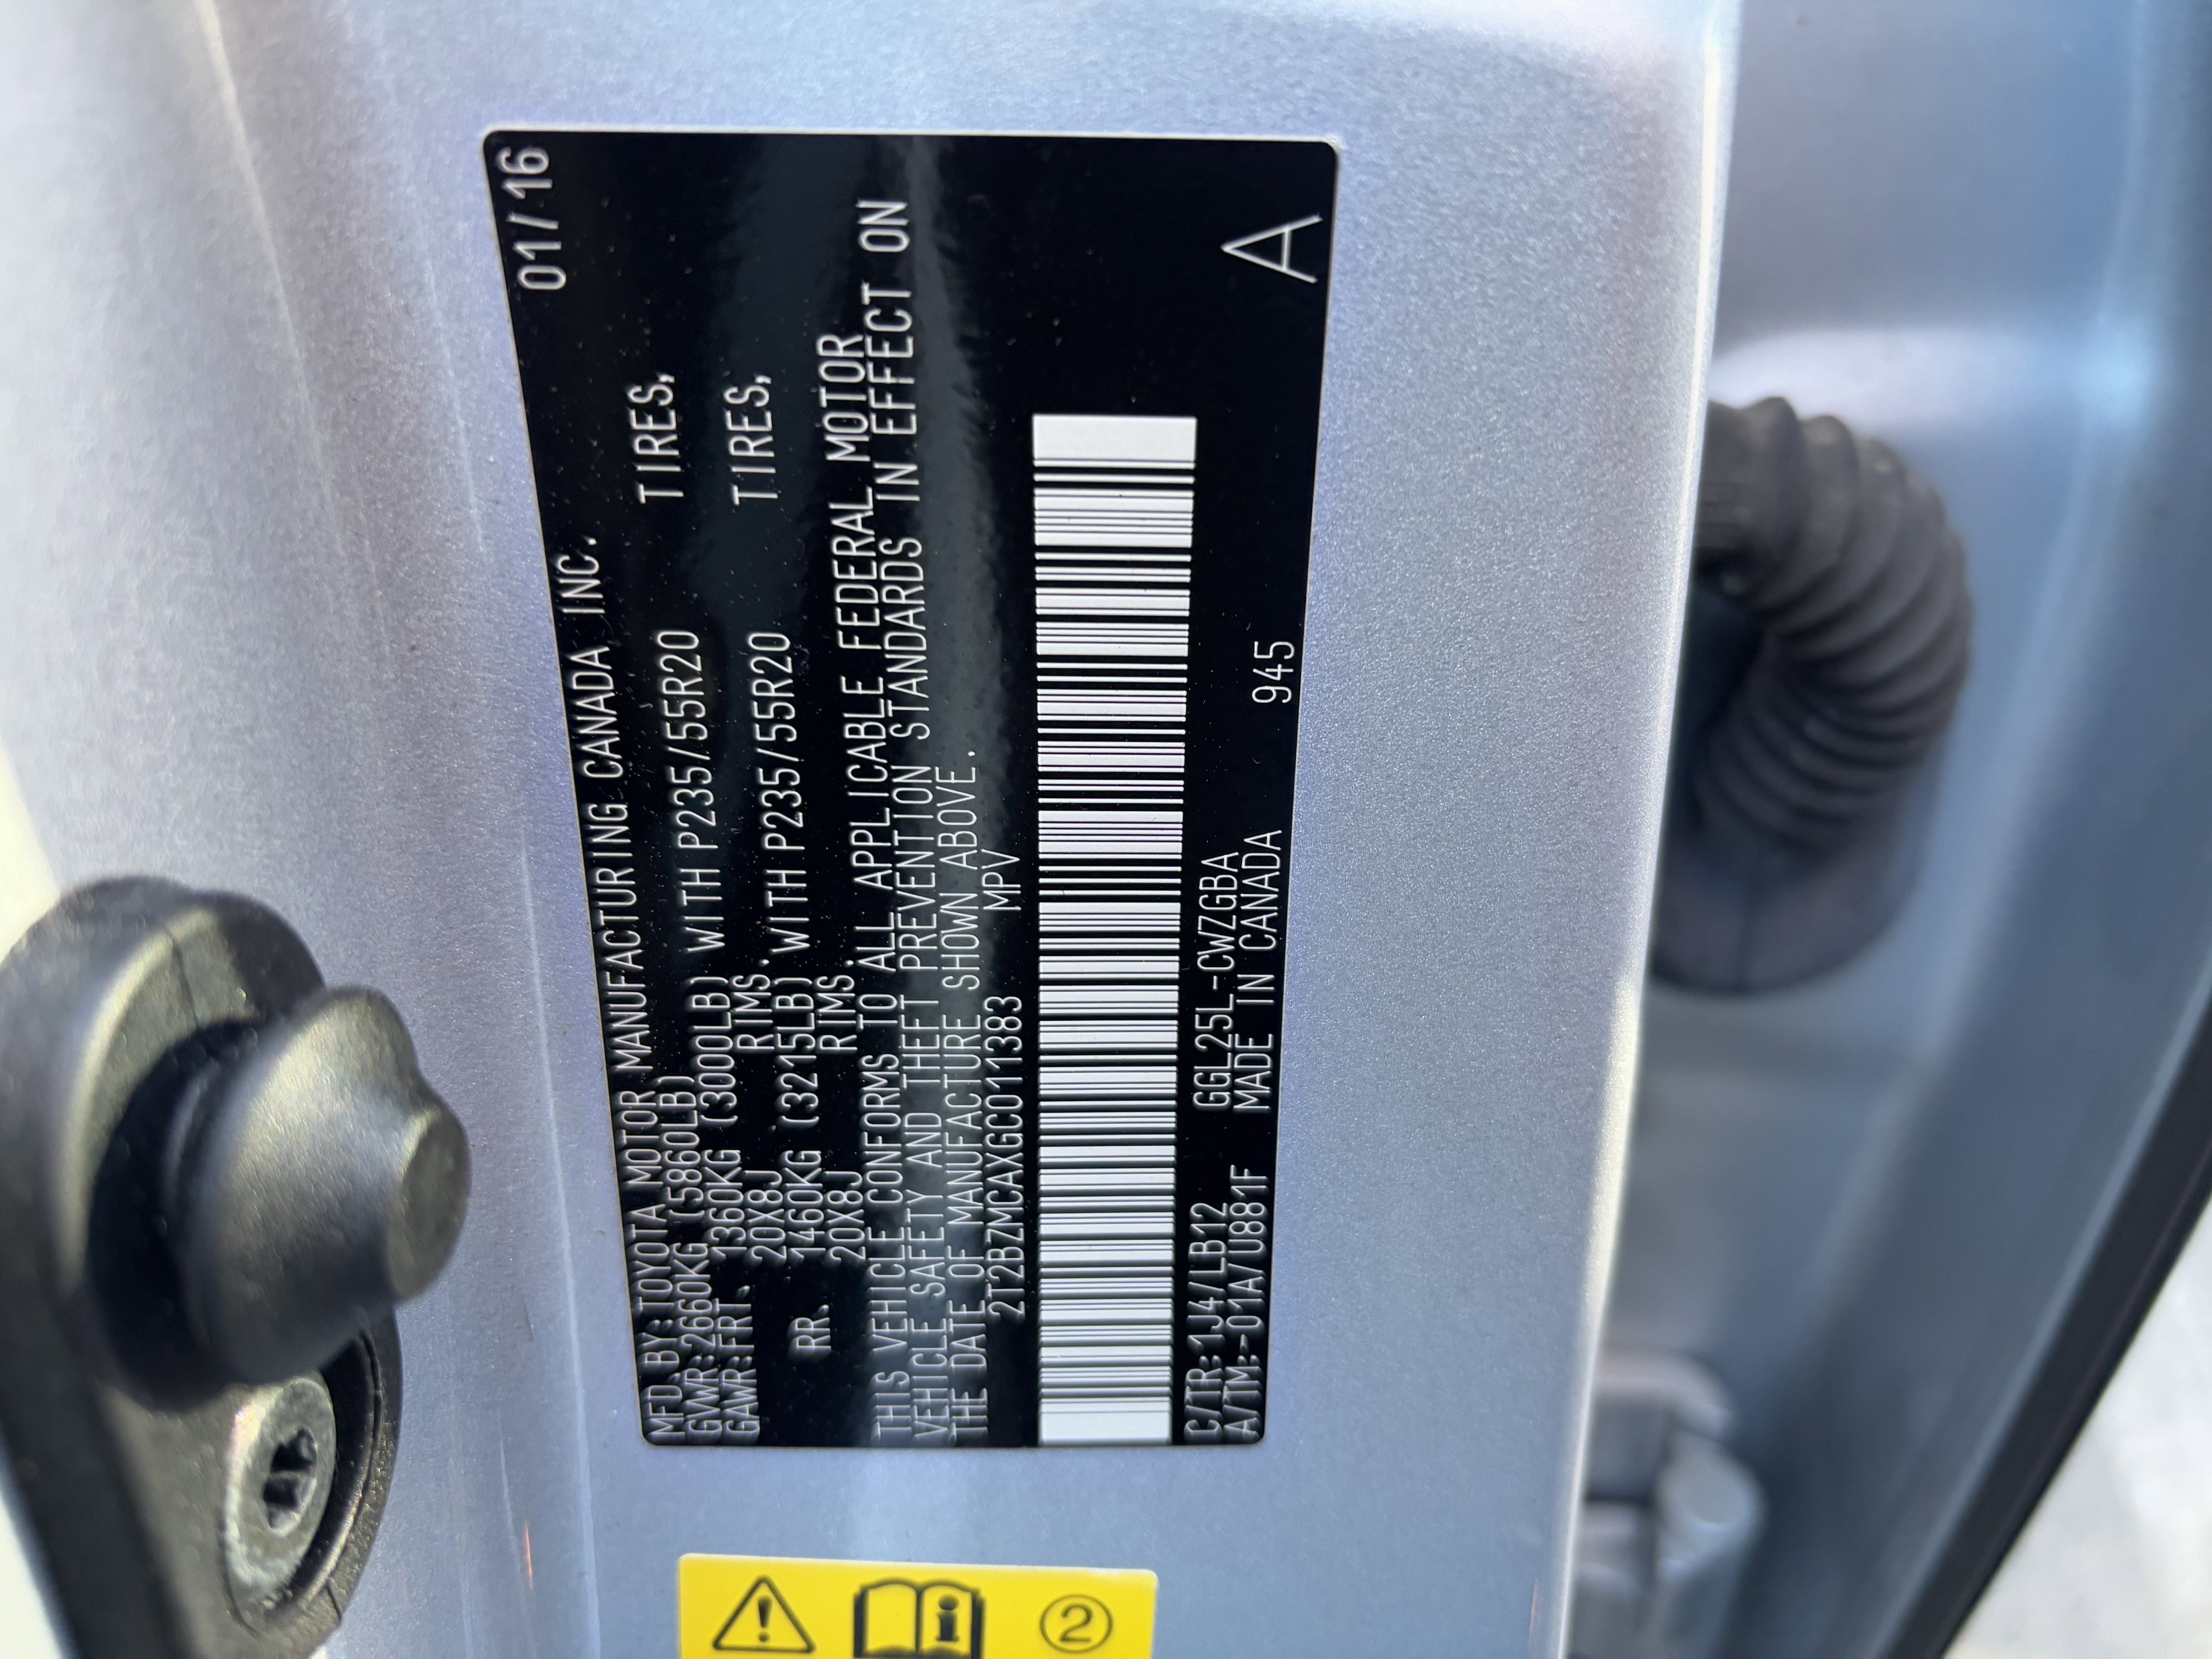 01/16
MFD.BY:TOYOTA MOTOR MANUFACTURING CANADA INC.
GVWR:2660KG (5860LB)
GAWR:FRT. 1360KG (3000LB) WITH P235/55R20 TIRES,
20X8J RIMS.
RR. 1460KG (3215LB) WITH P235/55R20 TIRES,
20X8J RIMS.
THIS VEHICLE CONFORMS TO ALL APPLICABLE FEDERAL MOTOR
VEHICLE SAFETY AND THEFT PREVENTION STANDARDS IN EFFECT ON
THE DATE OF MANUFACTURE SHOWN ABOVE.
2T2BZMCAXGC011383 MPV
C/TR:1J4/LB12 GGL25L-CWZGBA
A/TM:-01A/U881F MADE IN CANADA 945 A
2